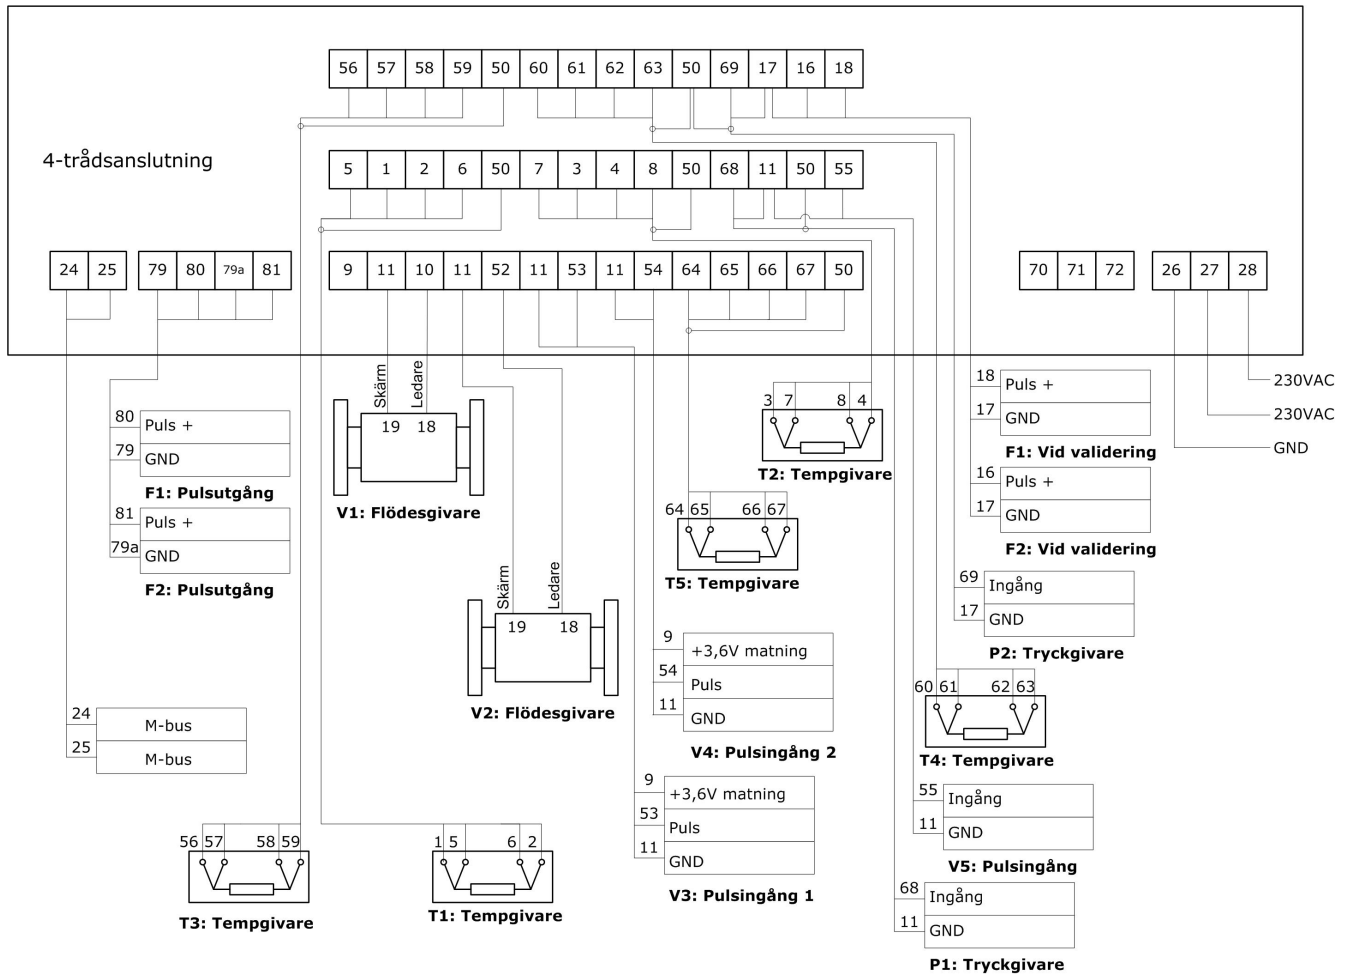 56 57 58 59 50 60 61 62 63 50 69 17 16 18
4-trådsanslutning
5 1 2 6 50 7 3 4 8 50 68 11 50 55
24 25
79 80 79a 81
9 11 10 11 52 11 53 11 54 64 65 66 67 50
70 71 72
26 27 28
230VAC
230VAC
GND
80 Puls +
79 GND
F1: Pulsutgång
81 Puls +
79a GND
F2: Pulsutgång
Skärm
Ledare
19 18
V1: Flödesgivare
Skärm
Ledare
19 18
V2: Flödesgivare
3 7 8 4
T2: Tempgivare
64 65 66 67
T5: Tempgivare
18 Puls +
17 GND
F1: Vid validering
16 Puls +
17 GND
F2: Vid validering
69 Ingång
17 GND
P2: Tryckgivare
9 +3,6V matning
54 Puls
11 GND
V4: Pulsingång 2
60 61 62 63
T4: Tempgivare
24 M-bus
25 M-bus
9 +3,6V matning
53 Puls
11 GND
V3: Pulsingång 1
55 Ingång
11 GND
V5: Pulsingång
56 57 58 59
T3: Tempgivare
1 5 6 2
T1: Tempgivare
68 Ingång
11 GND
P1: Tryckgivare